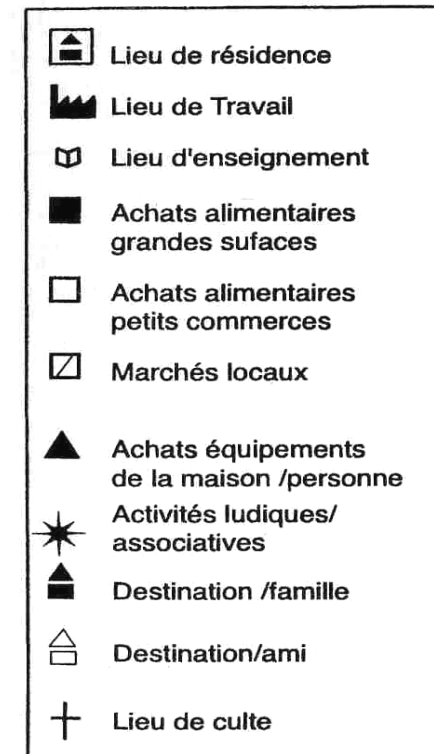 Lieu de résidence
Lieu de Travail
Lieu d'enseignement
Achats alimentaires
grandes sufaces
Achats alimentaires
petits commerces
Marchés locaux
Achats équipements
de la maison /personne
Activités ludiques/
associatives
Destination /famille
Destination/ami
Lieu de culte